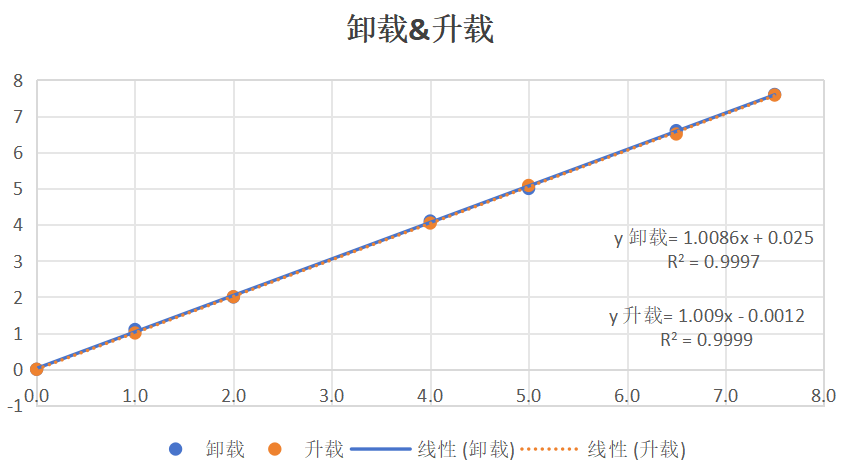 卸载&升载
8
7
6
5
4
3
2
1
0
-1
0.0 1.0 2.0 3.0 4.0 5.0 6.0 7.0 8.0
y 卸载= 1.0086x + 0.025
R² = 0.9997
y 升载= 1.009x - 0.0012
R² = 0.9999
卸载 升载 线性 (卸载) 线性 (升载)